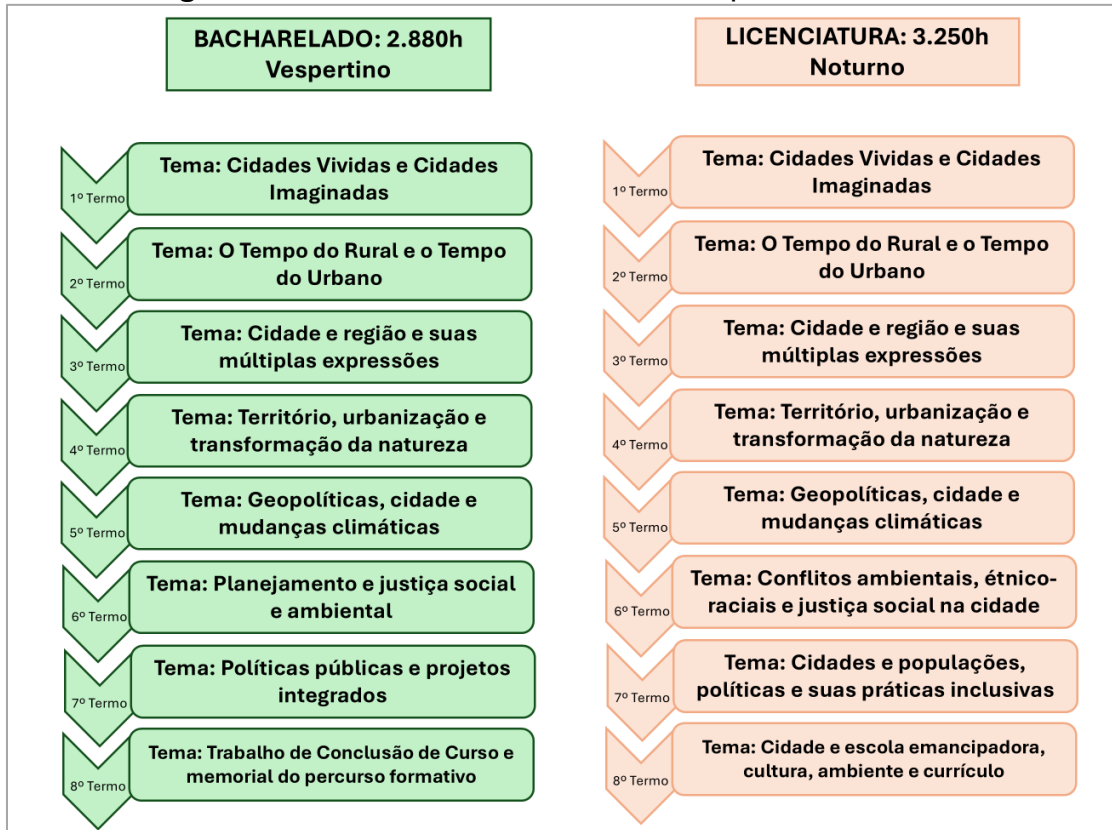 BACHARELADO: 2.880h
Vespertino
1º Termo
Tema: Cidades Vividas e Cidades
Imaginadas
2º Termo
Tema: O Tempo do Rural e o Tempo
do Urbano
3º Termo
Tema: Cidade e região e suas
múltiplas expressões
4º Termo
Tema: Território, urbanização e
transformação da natureza
5º Termo
Tema: Geopolíticas, cidade e
mudanças climáticas
6º Termo
Tema: Planejamento e justiça social
e ambiental
7º Termo
Tema: Políticas públicas e projetos
integrados
8º Termo
Tema: Trabalho de Conclusão de Curso e
memorial do percurso formativo
LICENCIATURA: 3.250h
Noturno
1º Termo
Tema: Cidades Vividas e Cidades
Imaginadas
2º Termo
Tema: O Tempo do Rural e o Tempo
do Urbano
3º Termo
Tema: Cidade e região e suas
múltiplas expressões
4º Termo
Tema: Território, urbanização e
transformação da natureza
5º Termo
Tema: Geopolíticas, cidade e
mudanças climáticas
6º Termo
Tema: Conflitos ambientais, étnico-
raciais e justiça social na cidade
7º Termo
Tema: Cidades e populações,
políticas e suas práticas inclusivas
8º Termo
Tema: Cidade e escola emancipadora,
cultura, ambiente e currículo